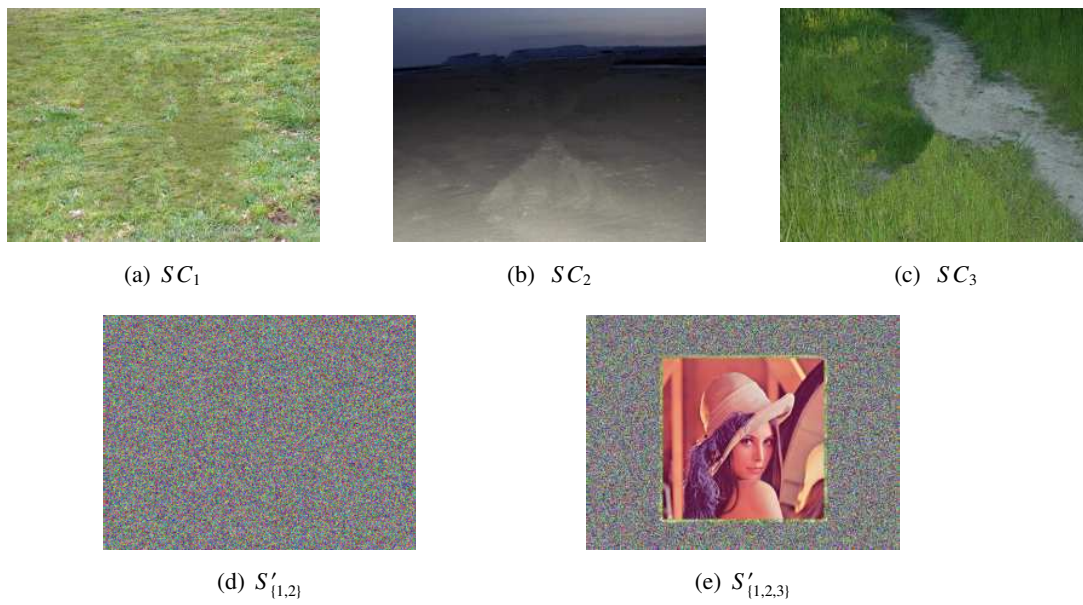 (a) SC₁
(b) SC₂
(c) SC₃
(d) S′{1,2}
(e) S′{1,2,3}